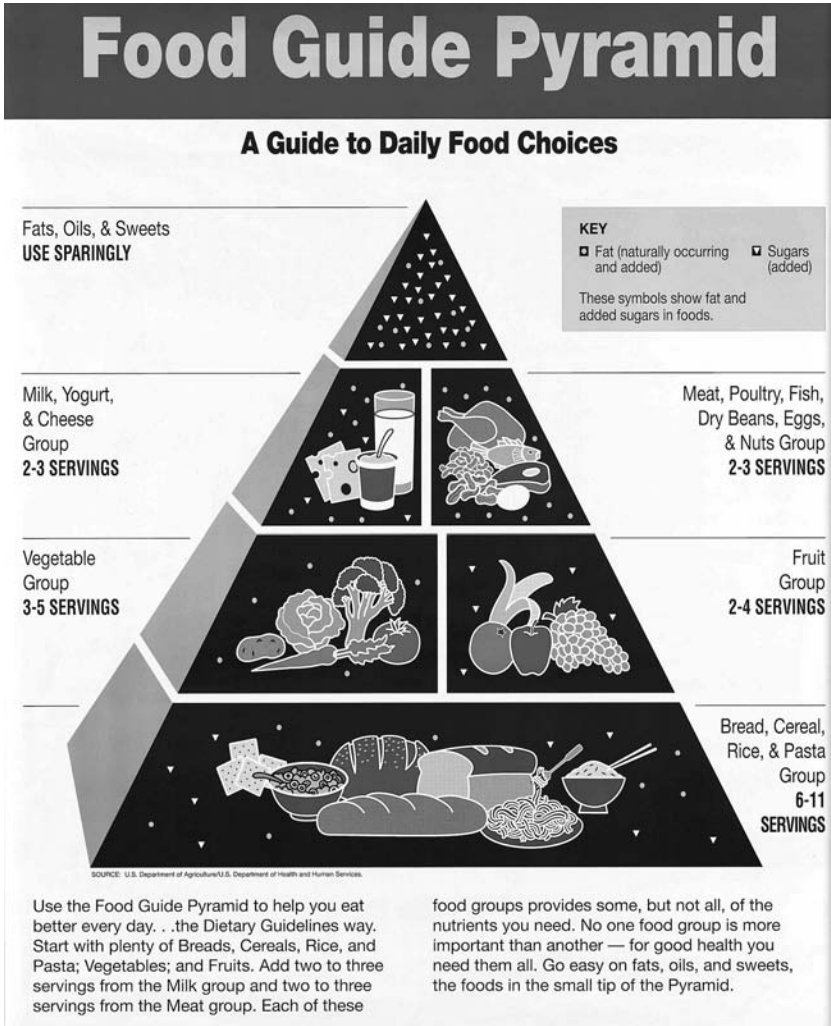 Food Guide Pyramid
A Guide to Daily Food Choices
Fats, Oils, & Sweets
USE SPARINGLY
KEY
Fat (naturally occurring
and added)
Sugars
(added)
These symbols show fat and
added sugars in foods.
Milk, Yogurt,
& Cheese
Group
2-3 SERVINGS
Meat, Poultry, Fish,
Dry Beans, Eggs,
& Nuts Group
2-3 SERVINGS
Vegetable
Group
3-5 SERVINGS
Fruit
Group
2-4 SERVINGS
Bread, Cereal,
Rice, & Pasta
Group
6-11
SERVINGS
SOURCE: U.S. Department of Agriculture/U.S. Department of Health and Human Services.
Use the Food Guide Pyramid to help you eat
better every day. . .the Dietary Guidelines way.
Start with plenty of Breads, Cereals, Rice, and
Pasta; Vegetables; and Fruits. Add two to three
servings from the Milk group and two to three
servings from the Meat group. Each of these
food groups provides some, but not all, of the
nutrients you need. No one food group is more
important than another — for good health you
need them all. Go easy on fats, oils, and sweets,
the foods in the small tip of the Pyramid.